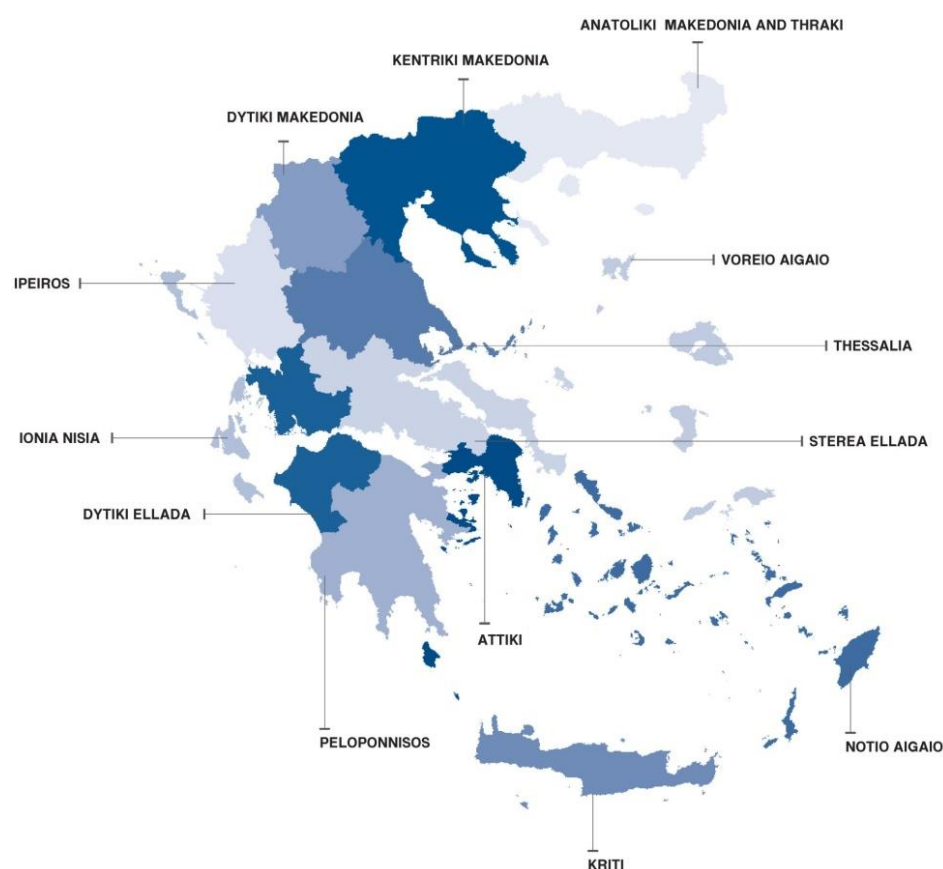 ANATOLIKI MAKEDONIA AND THRAKI
KENTRIKI MAKEDONIA
DYTIKI MAKEDONIA
VOREIO AIGAIO
IPEIROS
THESSALIA
IONIA NISIA
STEREA ELLADA
DYTIKI ELLADA
ATTIKI
PELOPONNISOS
NOTIO AIGAIO
KRITI